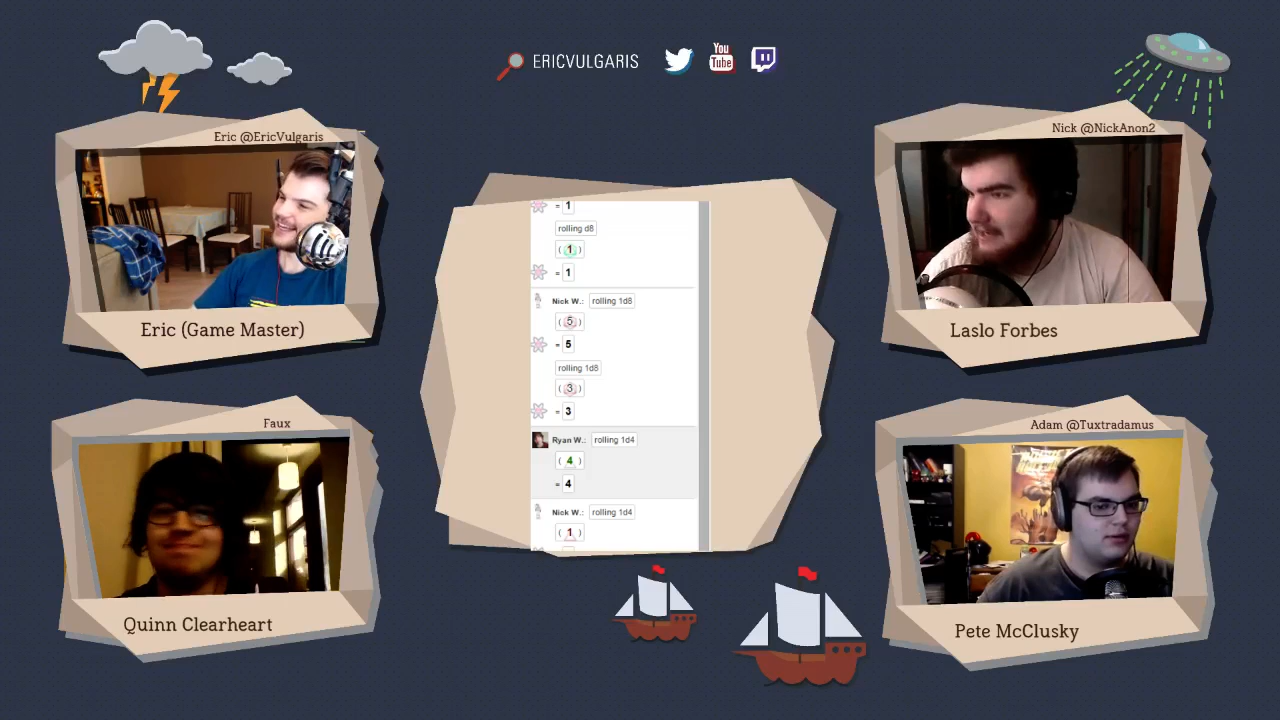 ERICVULGARIS
You
Tube
Eric @EricVulgaris
Eric (Game Master)
Nick @NickAnon2
Laslo Forbes
= 1
rolling d8
( 1 )
= 1
Nick W.: rolling 1d8
( 5 )
= 5
rolling 1d8
( 3 )
= 3
Ryan W.: rolling 1d4
( 4 )
= 4
Nick W.: rolling 1d4
( 1 )
Faux
Quinn Clearheart
Adam @Tuxtradamus
Pete McClusky